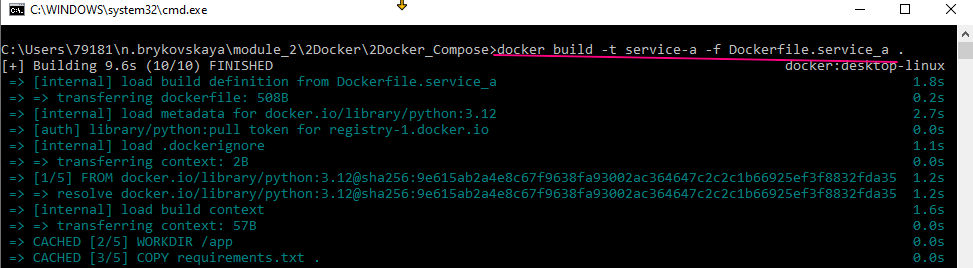 C:\WINDOWS\system32\cmd.exe
C:\Users\79181\n.brykovskaya\module_2\2Docker\2Docker_Compose>docker build -t service-a -f Dockerfile.service_a .
[+] Building 9.6s (10/10) FINISHED docker:desktop-linux
=> [internal] load build definition from Dockerfile.service_a 1.8s
=> => transferring dockerfile: 508B 0.2s
=> [internal] load metadata for docker.io/library/python:3.12 2.7s
=> [auth] library/python:pull token for registry-1.docker.io 0.0s
=> [internal] load .dockerignore 1.1s
=> => transferring context: 2B 0.0s
=> [1/5] FROM docker.io/library/python:3.12@sha256:9e615ab2a4e8c67f9638fa93002ac364647c2c2c1b66925ef3f8832fda35 1.2s
=> => resolve docker.io/library/python:3.12@sha256:9e615ab2a4e8c67f9638fa93002ac364647c2c2c1b66925ef3f8832fda35 1.2s
=> [internal] load build context 1.6s
=> => transferring context: 57B 0.0s
=> CACHED [2/5] WORKDIR /app 0.0s
=> CACHED [3/5] COPY requirements.txt . 0.0s